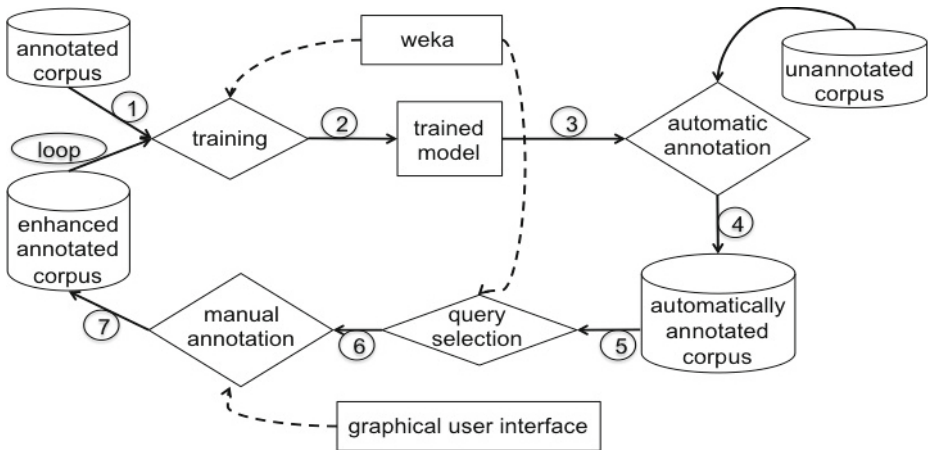 annotated
corpus
weka
unannotated
corpus
1
training
2
trained
model
3
automatic
annotation
loop
enhanced
annotated
corpus
4
automatically
annotated
corpus
5
query
selection
6
manual
annotation
7
graphical user interface